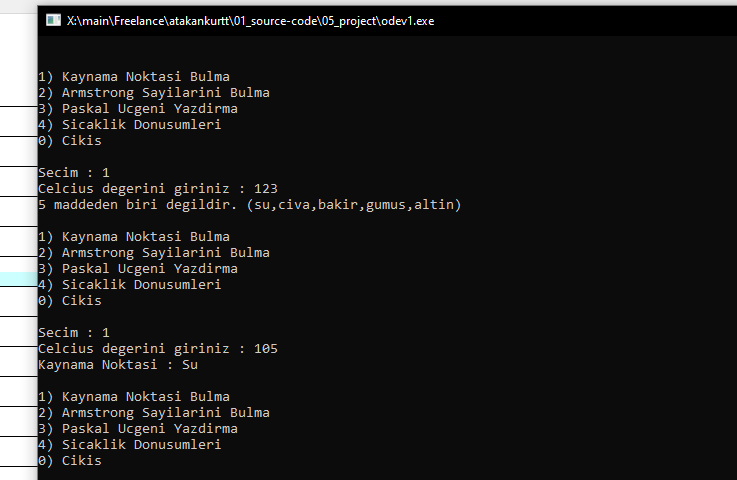 X:\main\Freelance\atakankurtt\01_source-code\05_project\odev1.exe
1) Kaynama Noktasi Bulma
2) Armstrong Sayilarini Bulma
3) Paskal Ucgeni Yazdirma
4) Sicaklik Donusumleri
0) Cikis
Secim : 1
Celcius degerini giriniz : 123
5 maddeden biri degildir. (su,civa,bakir,gumus,altin)
1) Kaynama Noktasi Bulma
2) Armstrong Sayilarini Bulma
3) Paskal Ucgeni Yazdirma
4) Sicaklik Donusumleri
0) Cikis
Secim : 1
Celcius degerini giriniz : 105
Kaynama Noktasi : Su
1) Kaynama Noktasi Bulma
2) Armstrong Sayilarini Bulma
3) Paskal Ucgeni Yazdirma
4) Sicaklik Donusumleri
0) Cikis